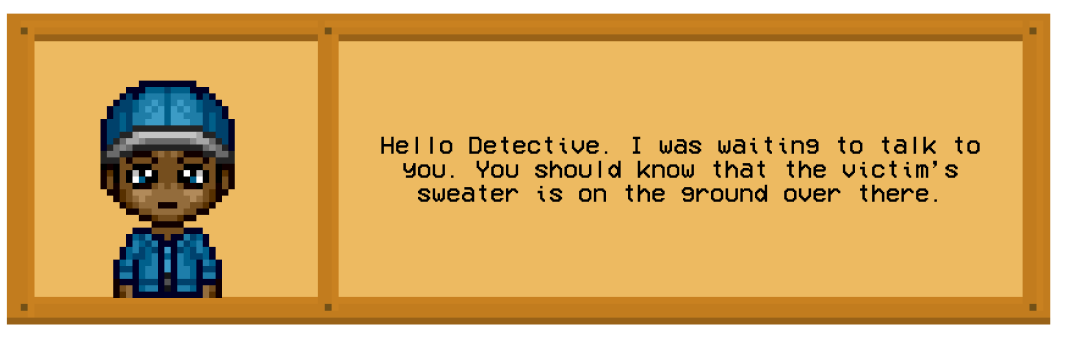 Hello Detective. I was waiting to talk to
you. You should know that the victim's
sweater is on the ground over there.